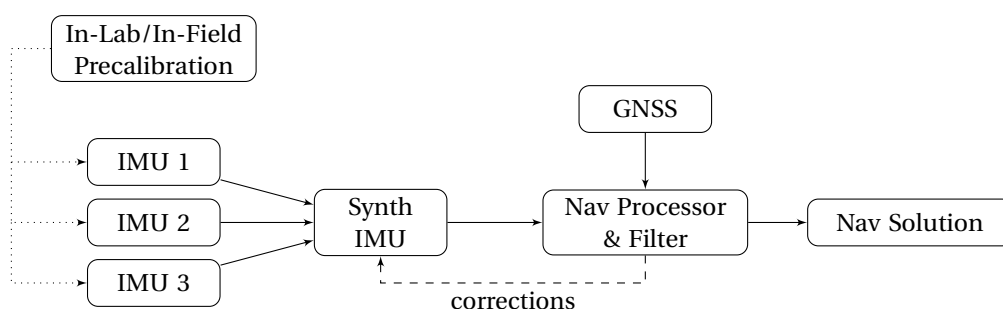 In-Lab/In-Field
Precalibration
GNSS
IMU 1
IMU 2
IMU 3
Synth
IMU
Nav Processor
& Filter
Nav Solution
corrections